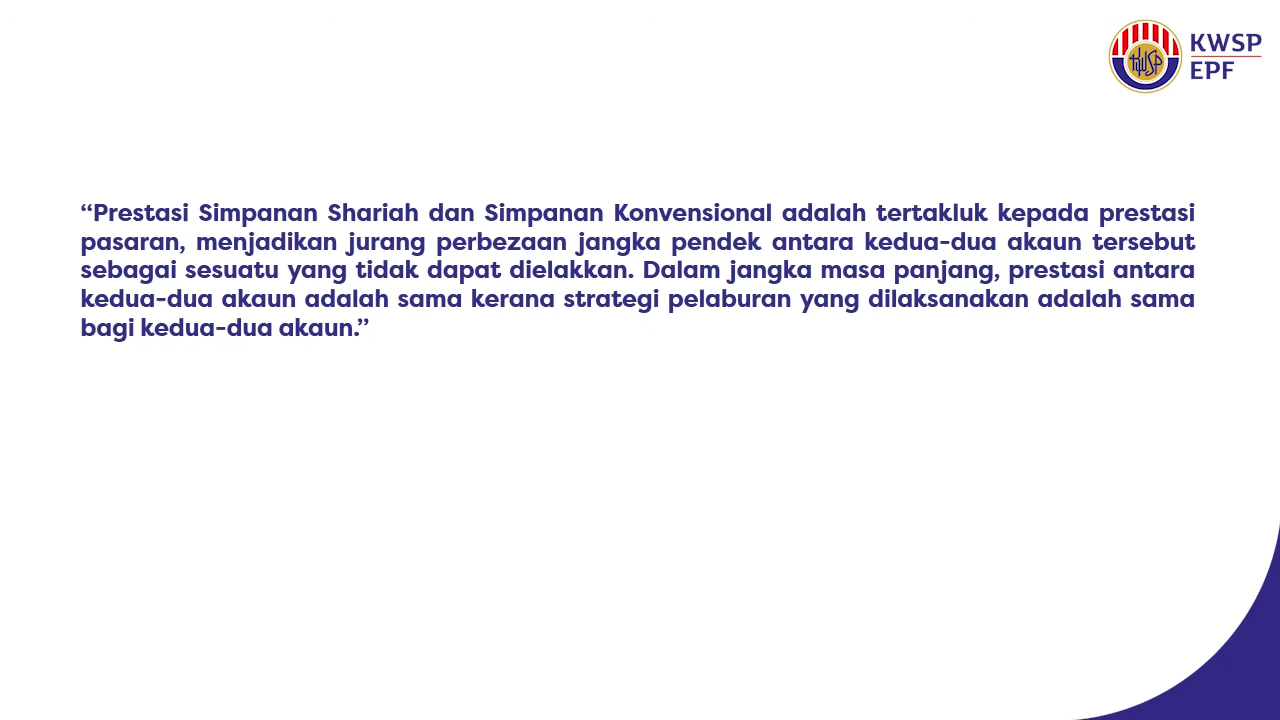 KWSP
EPF
KWSP
“Prestasi Simpanan Shariah dan Simpanan Konvensional adalah tertakluk kepada prestasi
pasaran, menjadikan jurang perbezaan jangka pendek antara kedua-dua akaun tersebut
sebagai sesuatu yang tidak dapat dielakkan. Dalam jangka masa panjang, prestasi antara
kedua-dua akaun adalah sama kerana strategi pelaburan yang dilaksanakan adalah sama
bagi kedua-dua akaun.”